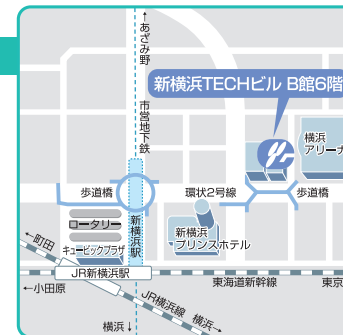 ←あざみ野
市営地下鉄
新横浜TECHビル B館6階
横浜
アリーナ
歩道橋
環状2号線
歩道橋
ロータリー
新横浜駅
新横浜
プリンスホテル
←町田
キュービックプラザ
JR新横浜駅
東海道新幹線
東京
←小田原
JR横浜線
横浜→
横浜↓